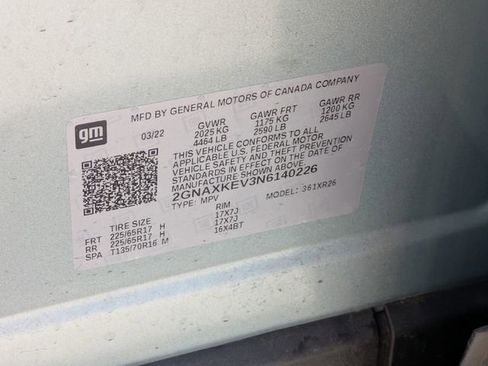 gm
MFD BY GENERAL MOTORS OF CANADA COMPANY
03/22 GVWR GAWR FRT GAWR RR
2025 KG 1175 KG 1200 KG
4464 LB 2590 LB 2645 LB
THIS VEHICLE CONFORMS TO ALL
APPLICABLE U.S. FEDERAL MOTOR
VEHICLE SAFETY AND THEFT PREVENTION
STANDARDS IN EFFECT ON THE DATE OF
MANUFACTURE SHOWN ABOVE.
2GNAXKEV3N6140226
TYPE: MPV MODEL: 361XR26
TIRE SIZE RIM
FRT 225/65R17 H 17X7J
RR 225/65R17 H 17X7J
SPA T135/70R16 M 16X4BT